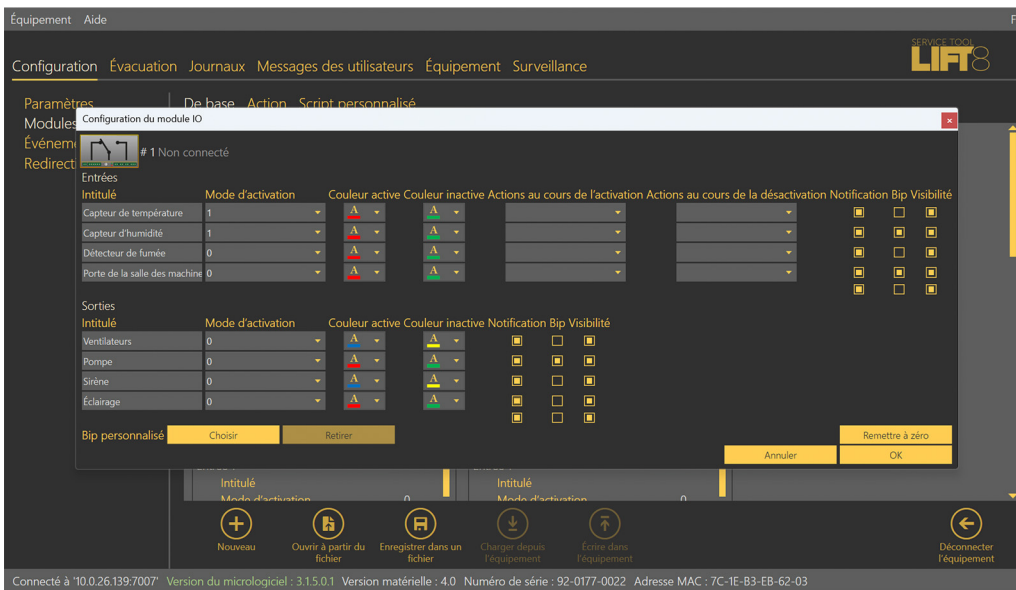 Équipement Aide F
SERVICE TOOL
LIFT8
Configuration Évacuation Journaux Messages des utilisateurs Équipement Surveillance
Paramètres De base Action Script personnalisé
Modules
Configuration du module IO
# 1 Non connecté
Entrées
Intitulé Mode d'activation Couleur active Couleur inactive Actions au cours de l'activation Actions au cours de la désactivation Notification Bip Visibilité
Capteur de température 1 A A
Capteur d'humidité 1 A A
Détecteur de fumée 0 A A
Porte de la salle des machine 0 A A
Sorties
Intitulé Mode d'activation Couleur active Couleur inactive Notification Bip Visibilité
Ventilateurs 0 A A
Pompe 0 A A
Sirène 0 A A
Éclairage 0 A A
Bip personnalisé Choisir Retirer Remettre à zéro
Annuler OK
Intitulé Intitulé
Mode d'activation 0 Mode d'activation 0
Nouveau
Ouvrir à partir du fichier
Enregistrer dans un fichier
Charger depuis l'équipement
Écrire dans l'équipement
Déconnecter l'équipement
Connecté à '10.0.26.139:7007' Version du micrologiciel : 3.1.5.0.1 Version matérielle : 4.0 Numéro de série : 92-0177-0022 Adresse MAC : 7C-1E-B3-EB-62-03